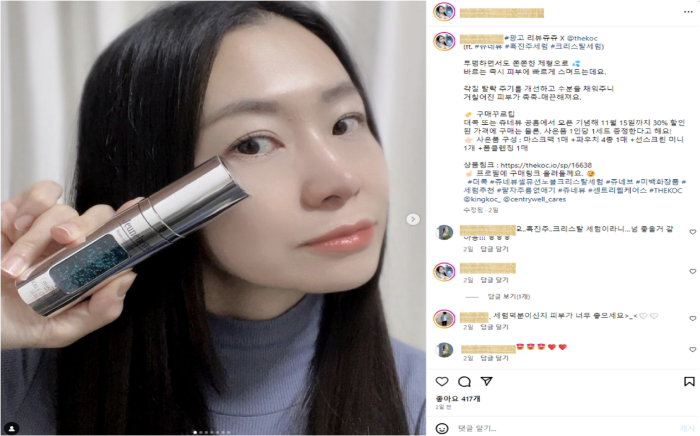 #광고 리뷰쥬쥬 X @thekoc
(ft. #쥬네뷰 #흑진주세럼 #크리스탈세럼)
투명하면서도 쫀쫀한 제형으로 💦
바르는 즉시 피부에 빠르게 스며드는데요.
각질 탈락 주기를 개선하고 수분을 채워주니
거칠어진 피부가 촉촉-매끈해져요.
구매꾸르팁
더콕 또는 쥬네뷰 공홈에서 오픈 기념해 11월 15일까지 30% 할인
된 가격에 구매는 물론, 사은품 1인당 1세트 증정한다고 해요!
👉🏻 사은품 구성 : 마스크팩 1매 +파우치 4종 1매 +선스크린 미니
1개 +폼클렌징 1매
상품링크 : https://thekoc.io/sp/16638
☝🏻 프로필에 구매링크 올려둘게요. 😉
#더콕 #쥬네뷰셀뮤선노블크리스탈세럼 #쥬네브 #미백화장품 #
세럼추천 #팔자주름없애기 #쥬네뷰 #센트리웰케어스 #THEKOC
@kingkoc_ @centrywell_cares
수정됨 · 2일
흑진주..크리스탈 세럼이라니...넘 좋을거 같
2일 답글 달기
2일 답글 달기
답글 보기(1개)
, 세럼덕분이신지 피부가 너무 좋으세요>_<🤍🤍
2일 답글 달기
😍😍😍❤️❤️
2일 답글 달기
좋아요 417개
2일 전
댓글 달기...
게시